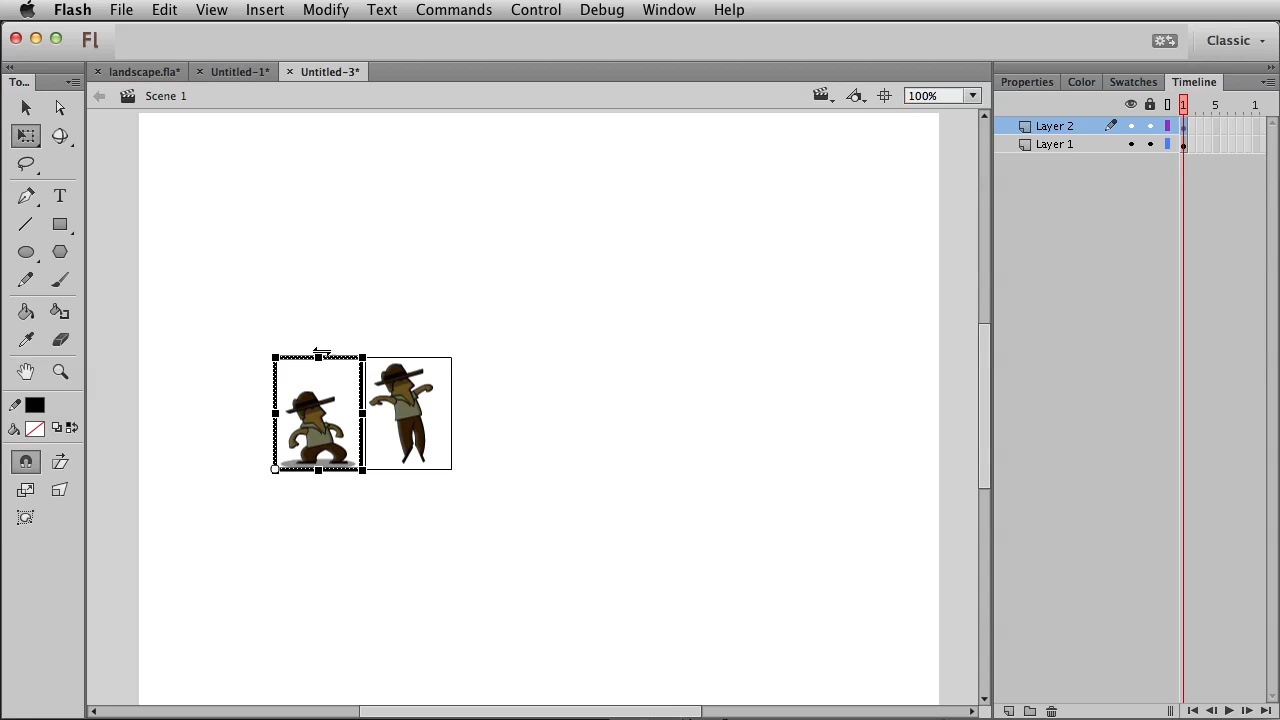 Flash File Edit View Insert Modify Text Commands Control Debug Window Help
Fl Classic
landscape.fla* Untitled-1* Untitled-3*
To... Properties Color Swatches Timeline
Scene 1 100%
1 5 1
Layer 2
Layer 1
T